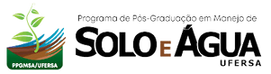 Programa de Pós-Graduação em Manejo de
SOLO E ÁGUA
UFERSA
PPGMSA/UFERSA